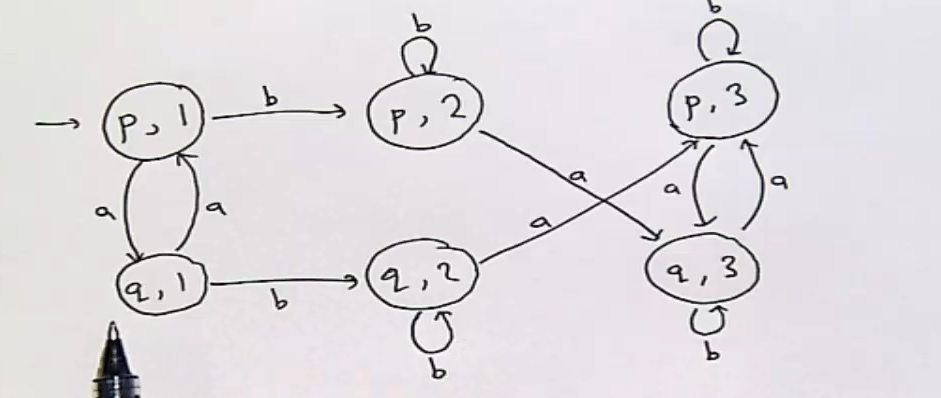 b b
b
p, 1 p, 2 p, 3
a a a a a a
q, 1 q, 2 q, 3
b
b b